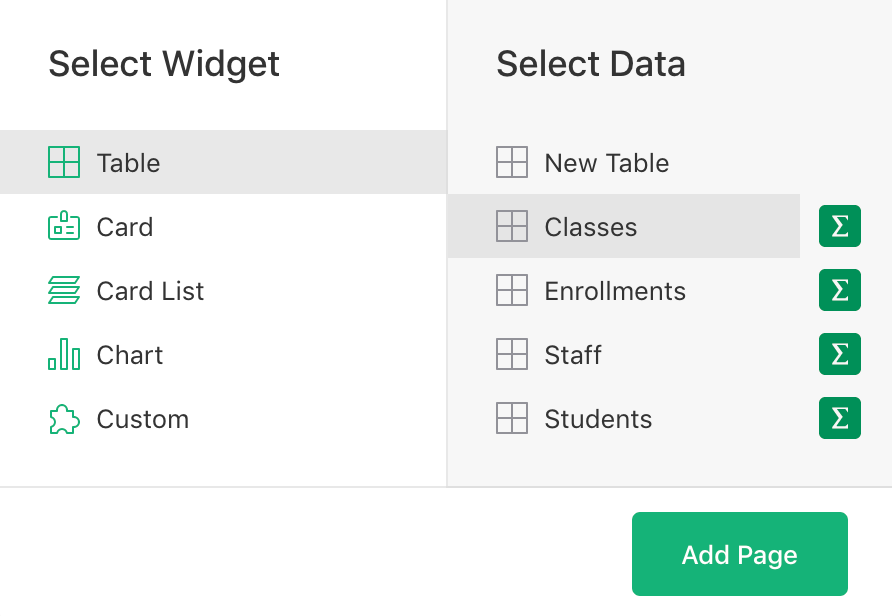 Select Widget
Table
Card
Card List
Chart
Custom
Select Data
New Table
Classes
Σ
Enrollments
Σ
Staff
Σ
Students
Σ
Add Page